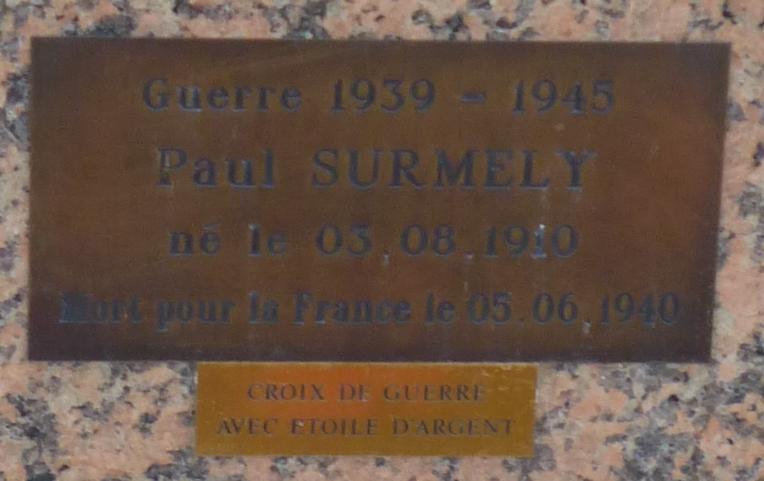 Guerre 1939 - 1945
Paul SURMELY
né le 03.08.1910
Mort pour la France le 05.06.1940
CROIX DE GUERRE
AVEC ETOILE D'ARGENT